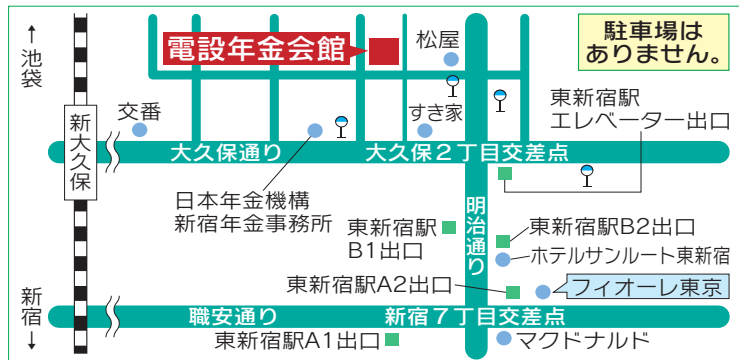 ↑池袋
電設年金会館
松屋
駐車場は
ありません。
新大久保
交番
すき家
東新宿駅
エレベーター出口
大久保通り
大久保2丁目交差点
日本年金機構
新宿年金事務所
明治通り
東新宿駅
B1出口
東新宿駅B2出口
ホテルサンルート東新宿
東新宿駅A2出口
フィオーレ東京
新宿↓
職安通り
新宿7丁目交差点
東新宿駅A1出口
マクドナルド